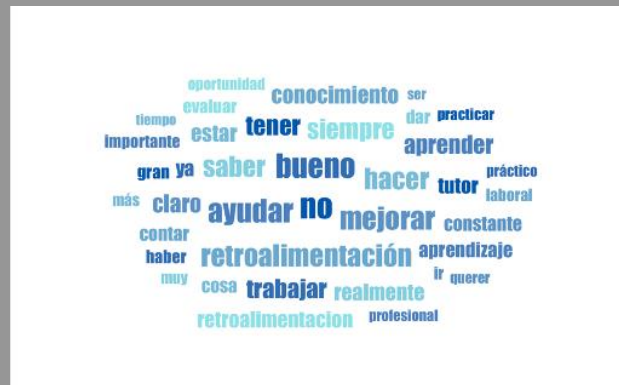 oportunidad
conocimiento ser
evaluar
tiempo tener siempre dar practicar
importante estar aprender
gran ya saber bueno hacer tutor práctico
laboral
más claro ayudar no mejorar constante
contar
haber retroalimentación aprendizaje
muy cosa trabajar realmente ir querer
retroalimentacion profesional